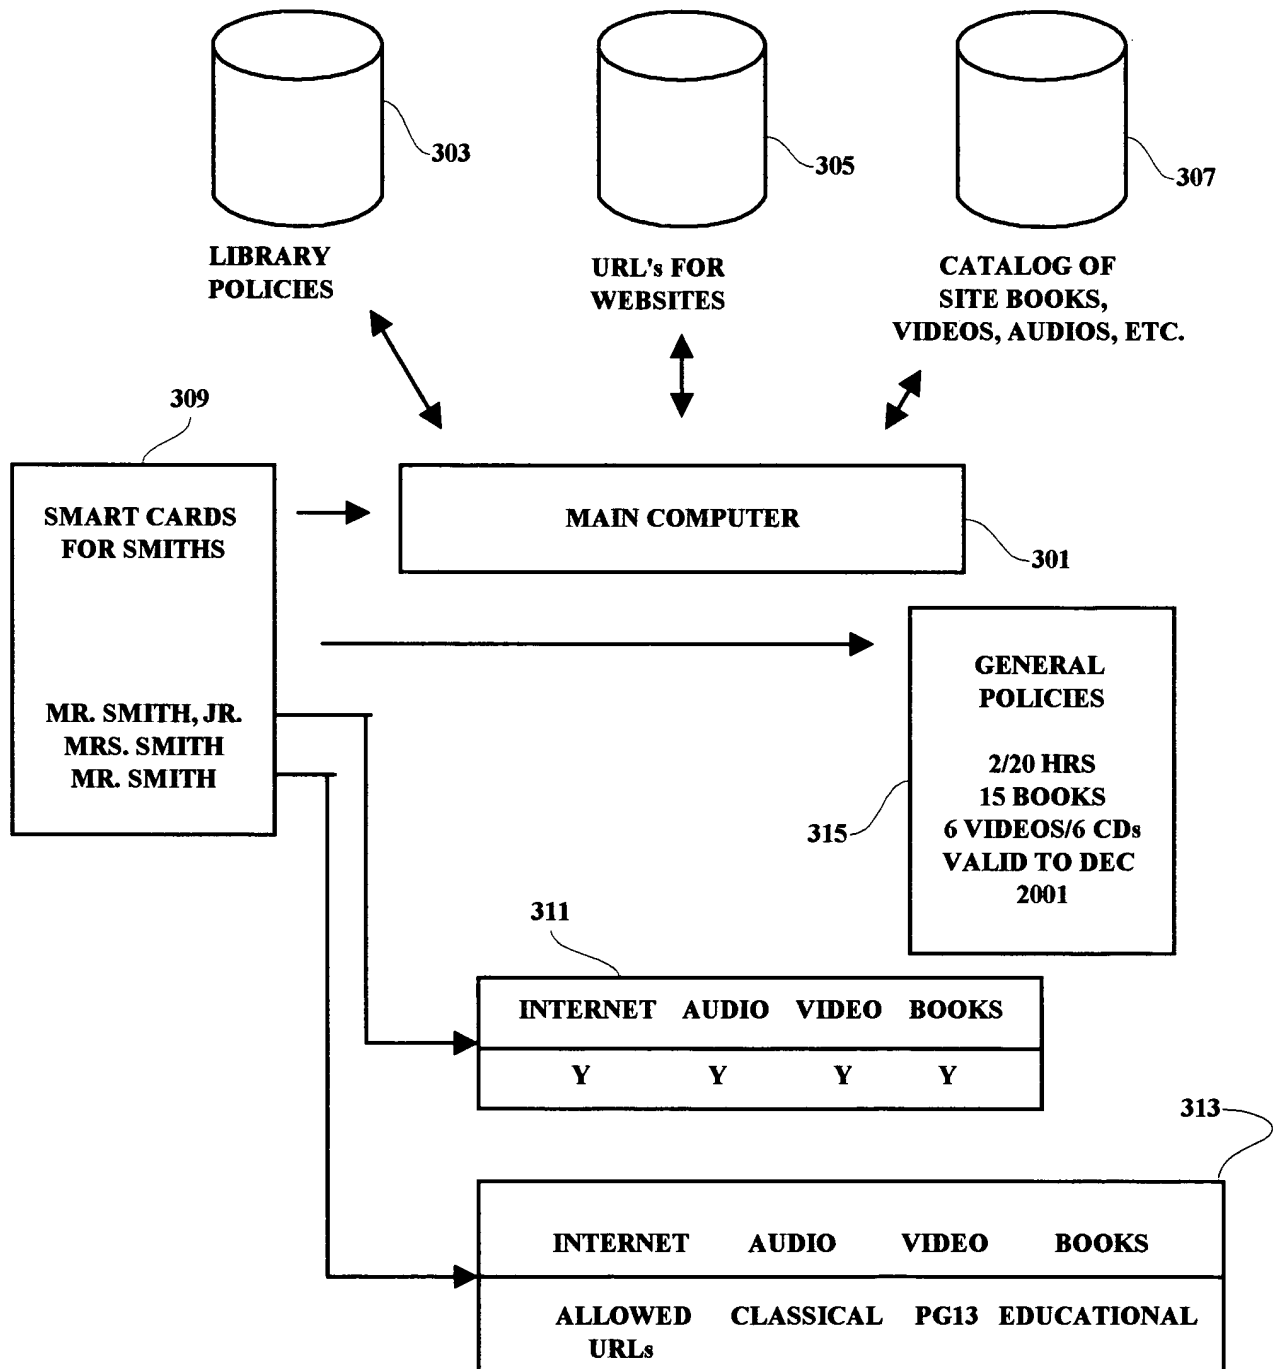 303
305
307
LIBRARY
POLICIES
URL's FOR
WEBSITES
CATALOG OF
SITE BOOKS,
VIDEOS, AUDIOS, ETC.
309
SMART CARDS
FOR SMITHS
MAIN COMPUTER
301
MR. SMITH, JR.
MRS. SMITH
MR. SMITH
GENERAL
POLICIES
2/20 HRS
15 BOOKS
6 VIDEOS/6 CDs
VALID TO DEC
2001
315
311
INTERNET AUDIO VIDEO BOOKS
Y Y Y Y
313
INTERNET AUDIO VIDEO BOOKS
ALLOWED CLASSICAL PG13 EDUCATIONAL
URLs